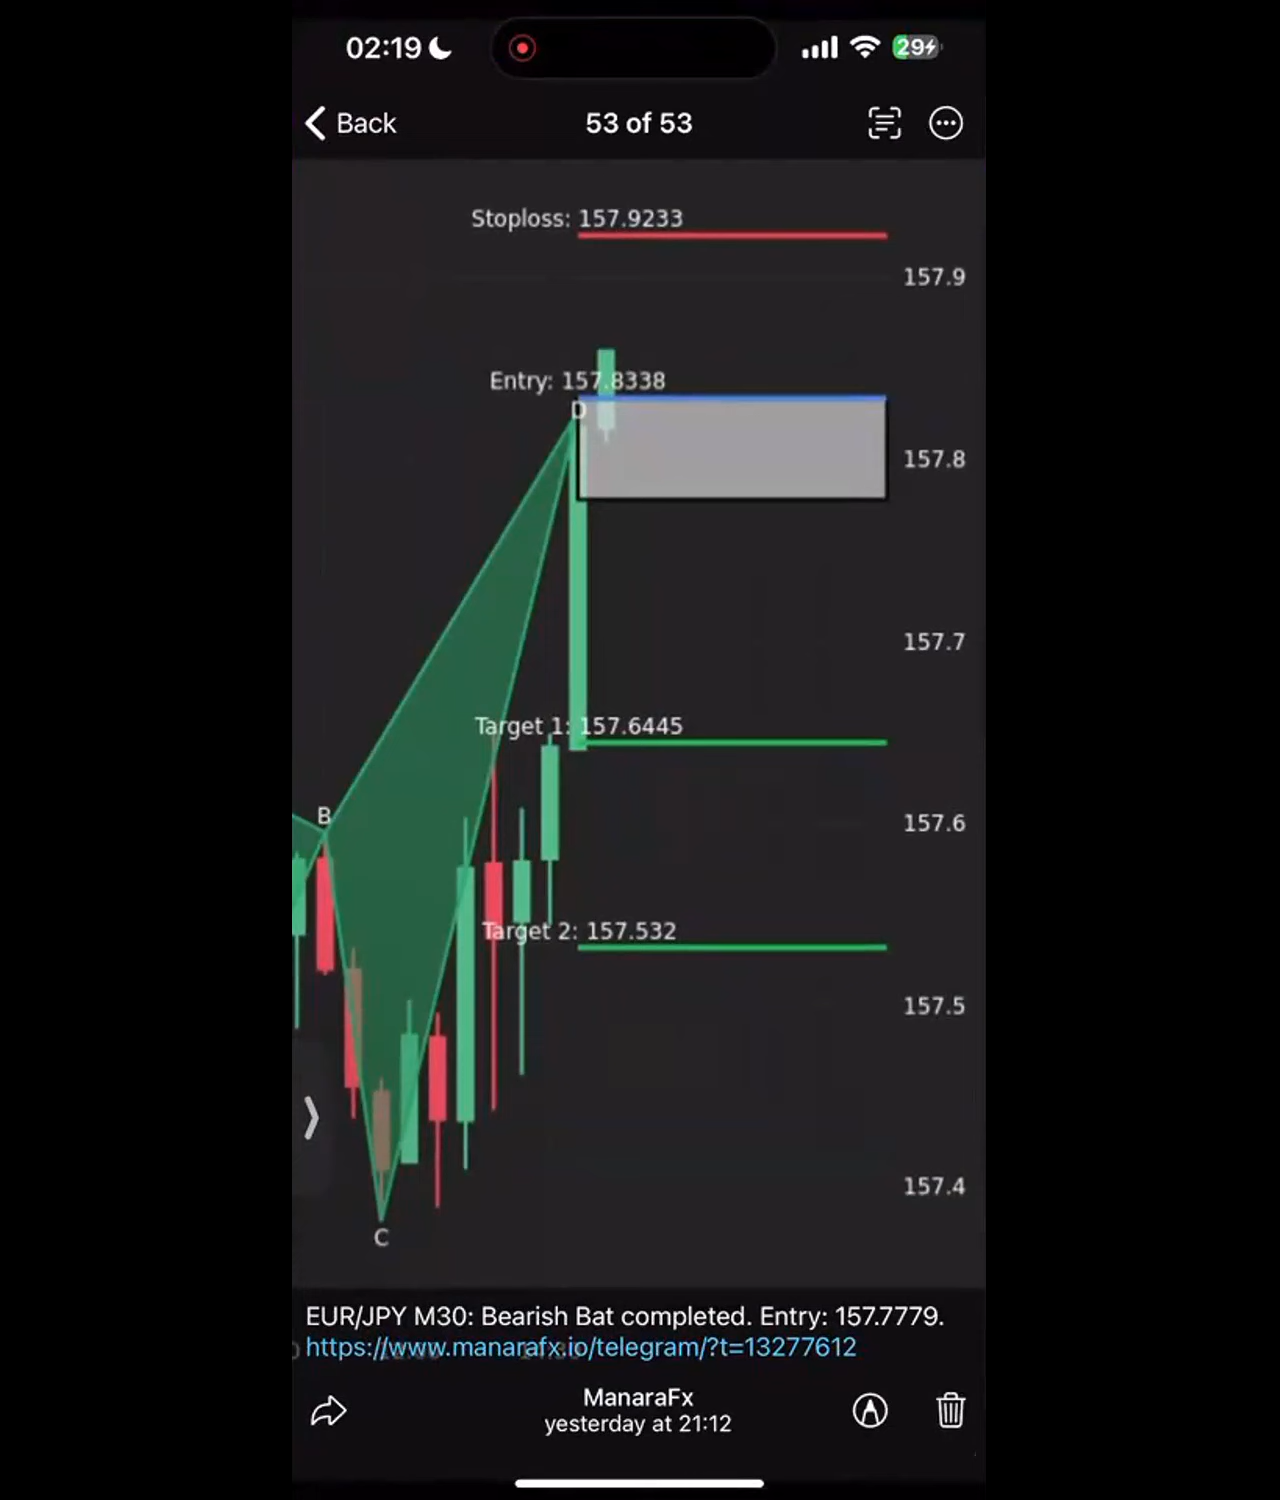 02:19
29
Back
53 of 53
Stoploss: 157.9233
157.9
Entry: 157.8338
D
157.8
157.7
Target 1: 157.6445
B
157.6
Target 2: 157.532
157.5
157.4
C
EUR/JPY M30: Bearish Bat completed. Entry: 157.7779.
https://www.manarafx.io/telegram/?t=13277612
ManaraFx
yesterday at 21:12